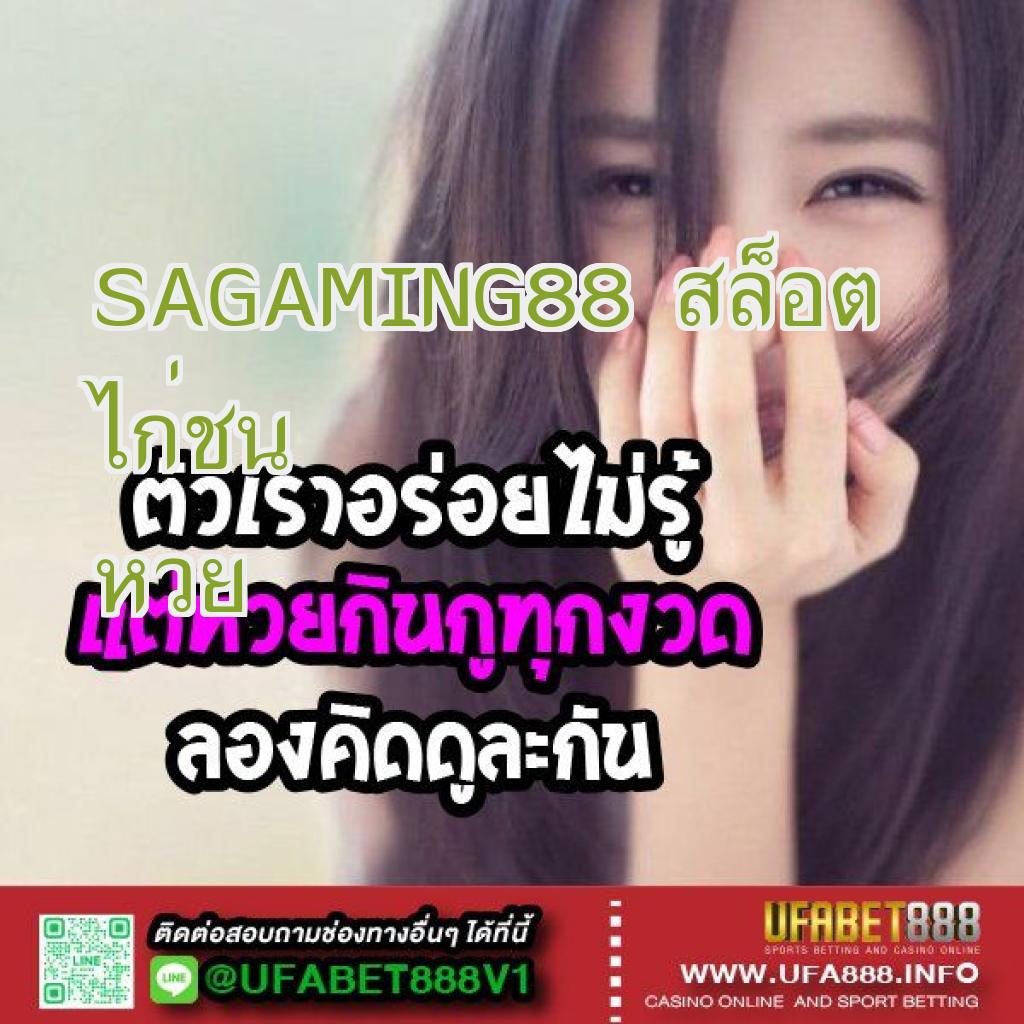 SAGAMING88 สล็อต
ไก่ชน
หวย
ตัวเราอร่อยไม่รู้
แต่หวยกินกูทุกงวด
ลองคิดดูละกัน
ติดต่อสอบถามช่องทางอื่นๆ ได้ที่นี่
LINE
LINE @UFABET888V1
UFABET888
SPORTS BETTING AND CASINO ONLINE
WWW.UFA888.INFO
CASINO ONLINE AND SPORT BETTING